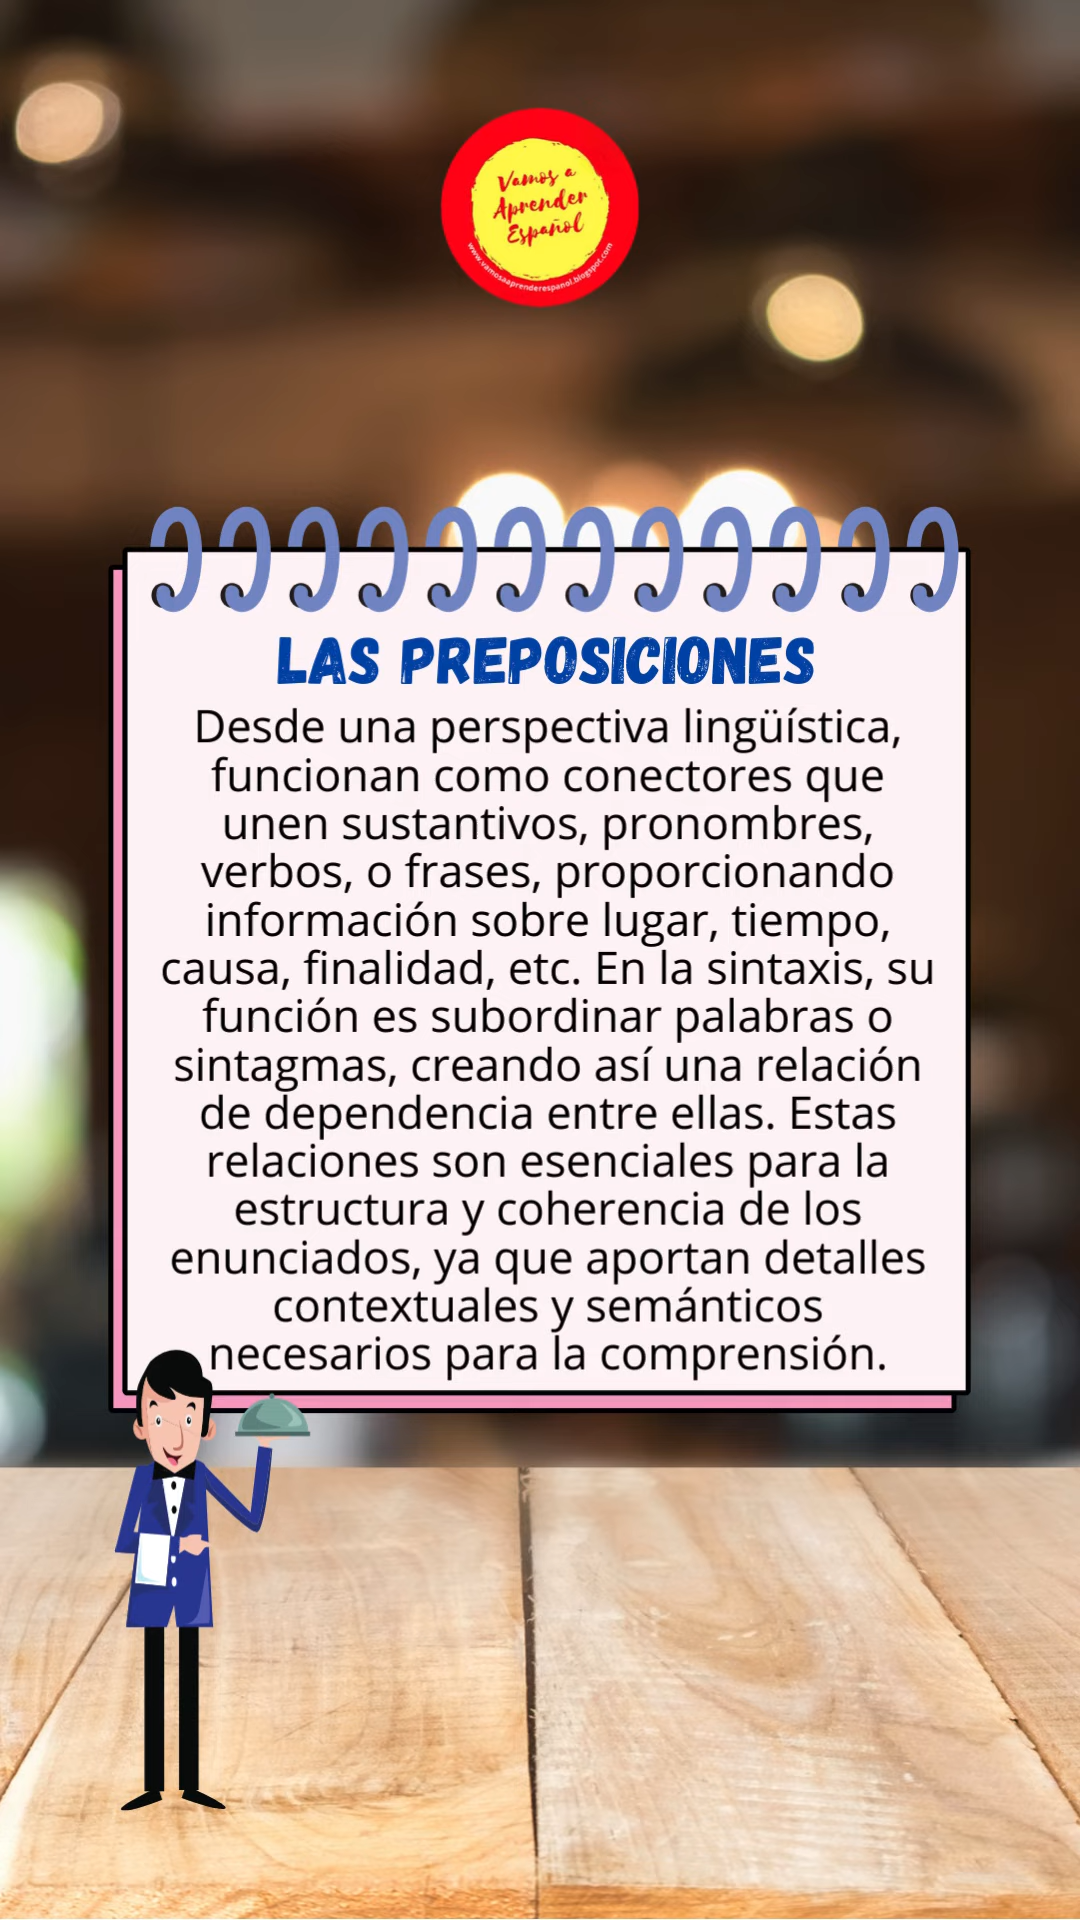 Vamos a
Aprender
Español
www.vamosaaprenderespanol.blogspot.com
LAS PREPOSICIONES
Desde una perspectiva lingüística,
funcionan como conectores que
unen sustantivos, pronombres,
verbos, o frases, proporcionando
información sobre lugar, tiempo,
causa, finalidad, etc. En la sintaxis, su
función es subordinar palabras o
sintagmas, creando así una relación
de dependencia entre ellas. Estas
relaciones son esenciales para la
estructura y coherencia de los
enunciados, ya que aportan detalles
contextuales y semánticos
necesarios para la comprensión.